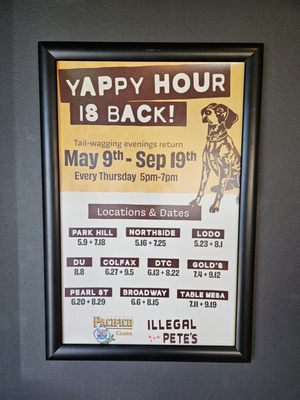 YAPPY HOUR
IS BACK!
Tail-wagging evenings return
May 9th - Sep 19th
Every Thursday 5pm-7pm
Locations & Dates
PARK HILL NORTHSIDE LODO
5.9 + 7.18 5.16 + 7.25 5.23 + 8.1
DU COLFAX DTC GOLD'S
8.8 6.27 + 9.5 6.13 + 8.22 7.4 + 9.12
PEARL ST BROADWAY TABLE MESA
6.20 + 8.29 6.6 + 8.15 7.11 + 9.19
PACIFICO
CLARA
ILLEGAL
PETE'S